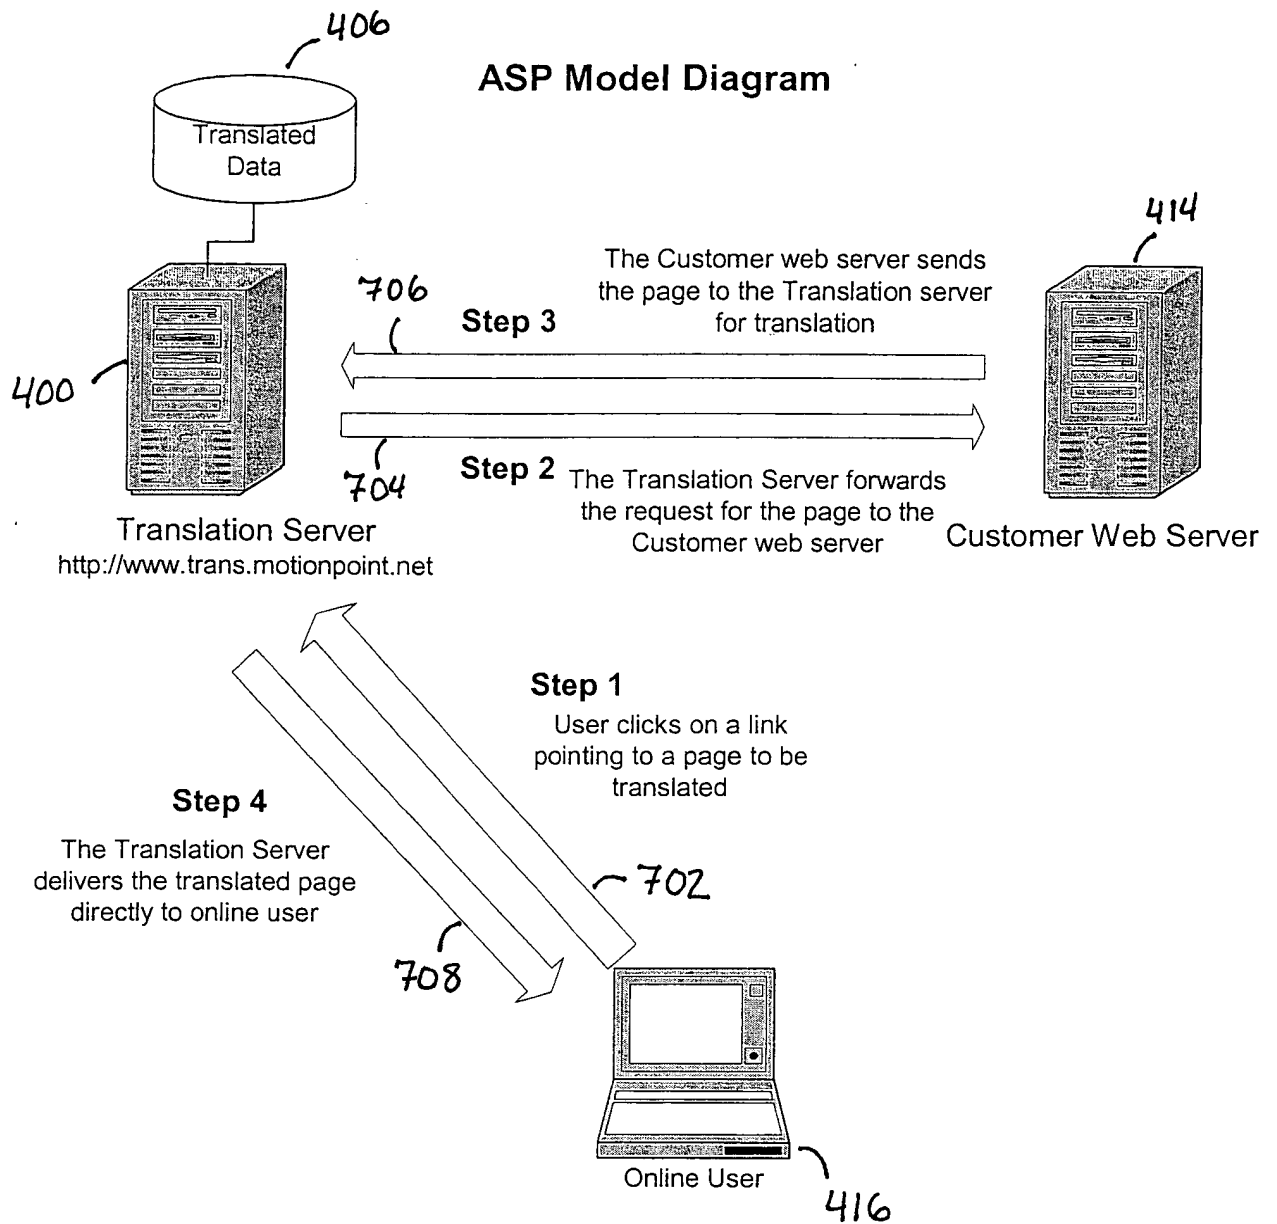 406
ASP Model Diagram
Translated
Data
414
The Customer web server sends
the page to the Translation server
for translation
706
Step 3
400
704
Step 2
The Translation Server forwards
the request for the page to the
Customer web server
Translation Server
http://www.trans.motionpoint.net
Customer Web Server
Step 1
User clicks on a link
pointing to a page to be
translated
Step 4
The Translation Server
delivers the translated page
directly to online user
702
708
Online User
416